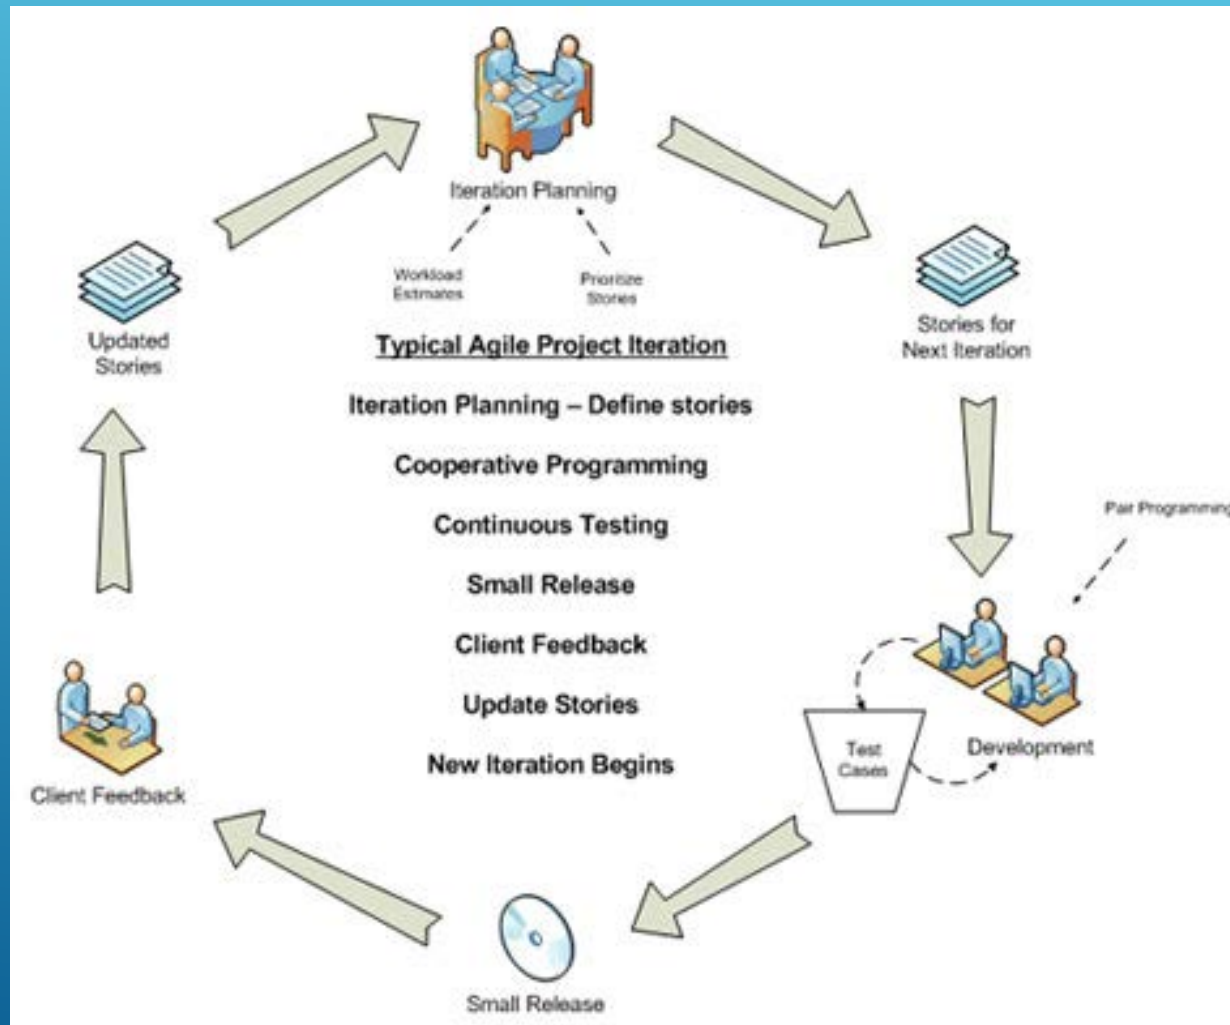 Iteration Planning
Workload
Estimates
Prioritize
Stories
Updated
Stories
Stories for
Next Iteration
Typical Agile Project Iteration
Iteration Planning – Define stories
Cooperative Programming
Continuous Testing
Small Release
Client Feedback
Update Stories
New Iteration Begins
Pair Programming
Test
Cases
Development
Client Feedback
Small Release